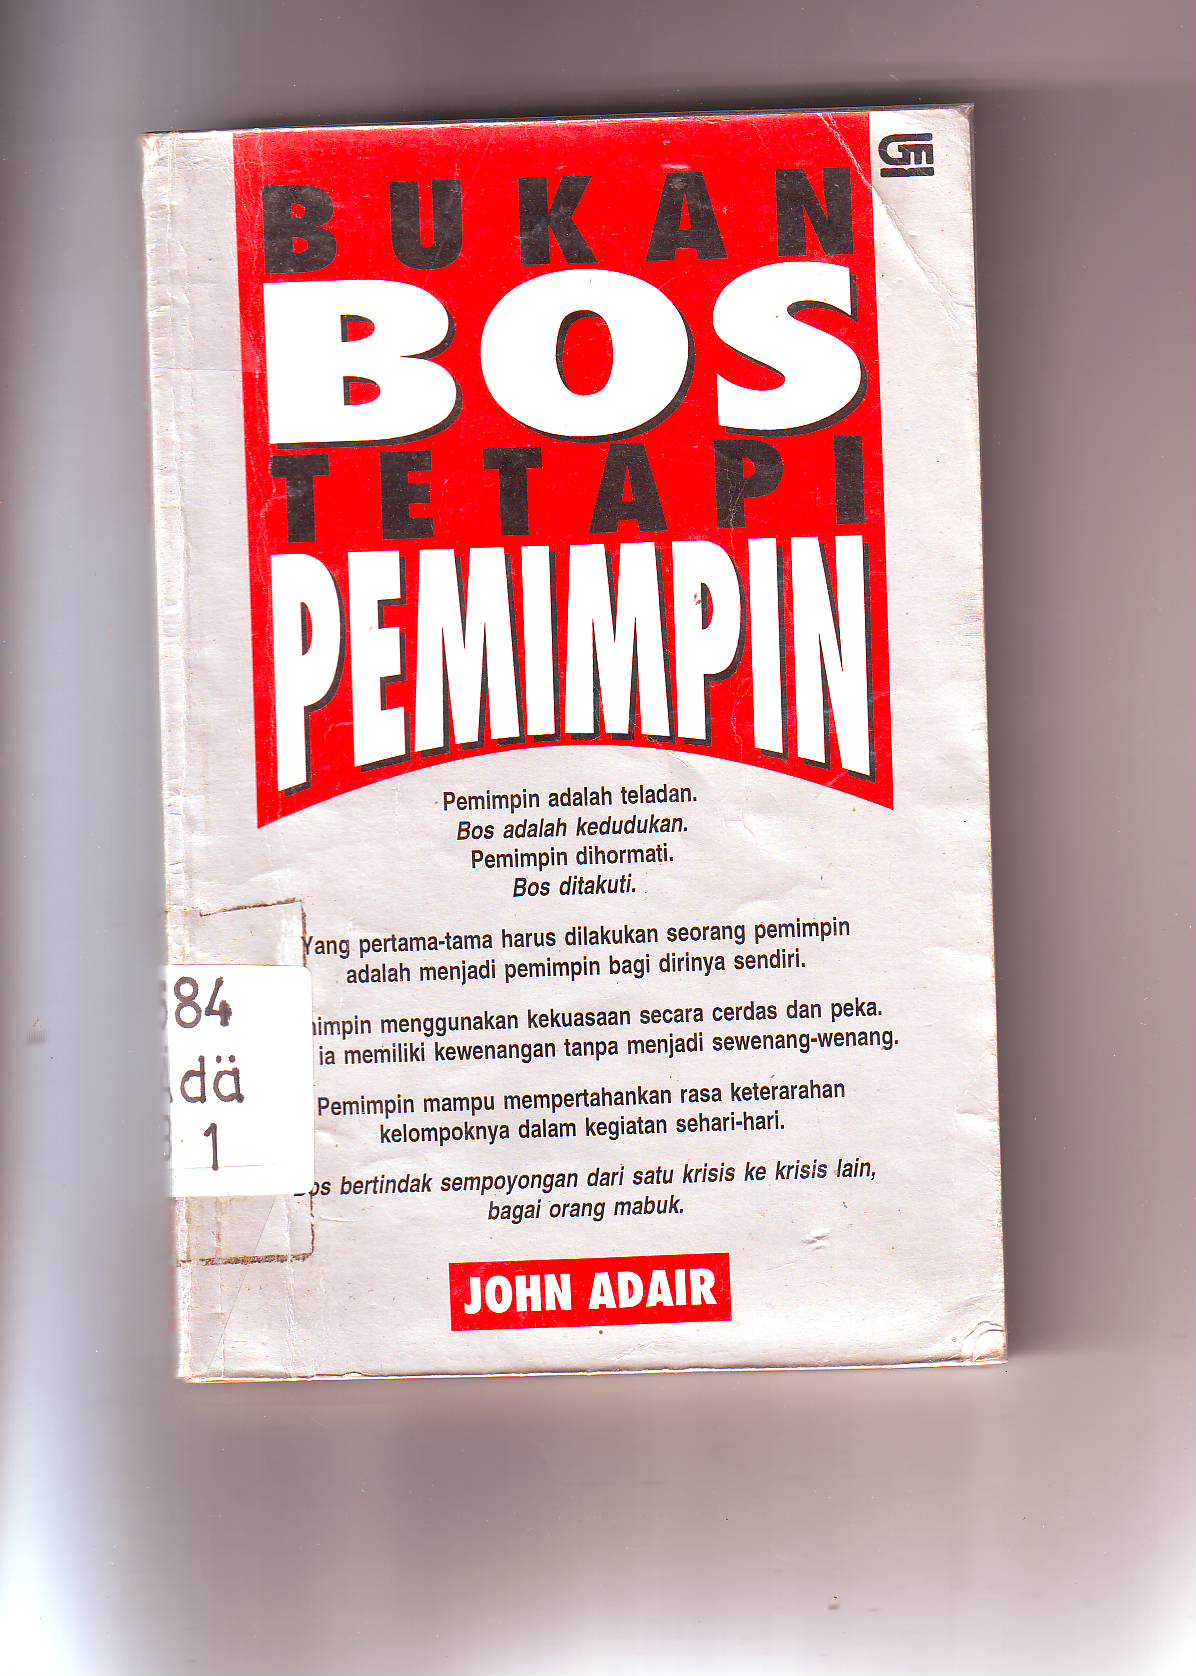 GM
BUKAN
BOS
TETAPI
PEMIMPIN
Pemimpin adalah teladan.
Bos adalah kedudukan.
Pemimpin dihormati.
Bos ditakuti.
Yang pertama-tama harus dilakukan seorang pemimpin
adalah menjadi pemimpin bagi dirinya sendiri.
menggunakan kekuasaan secara cerdas dan peka.
ia memiliki kewenangan tanpa menjadi sewenang-wenang.
Pemimpin mampu mempertahankan rasa keterarahan
kelompoknya dalam kegiatan sehari-hari.
Bos bertindak sempoyongan dari satu krisis ke krisis lain,
bagai orang mabuk.
84
dä
1
JOHN ADAIR